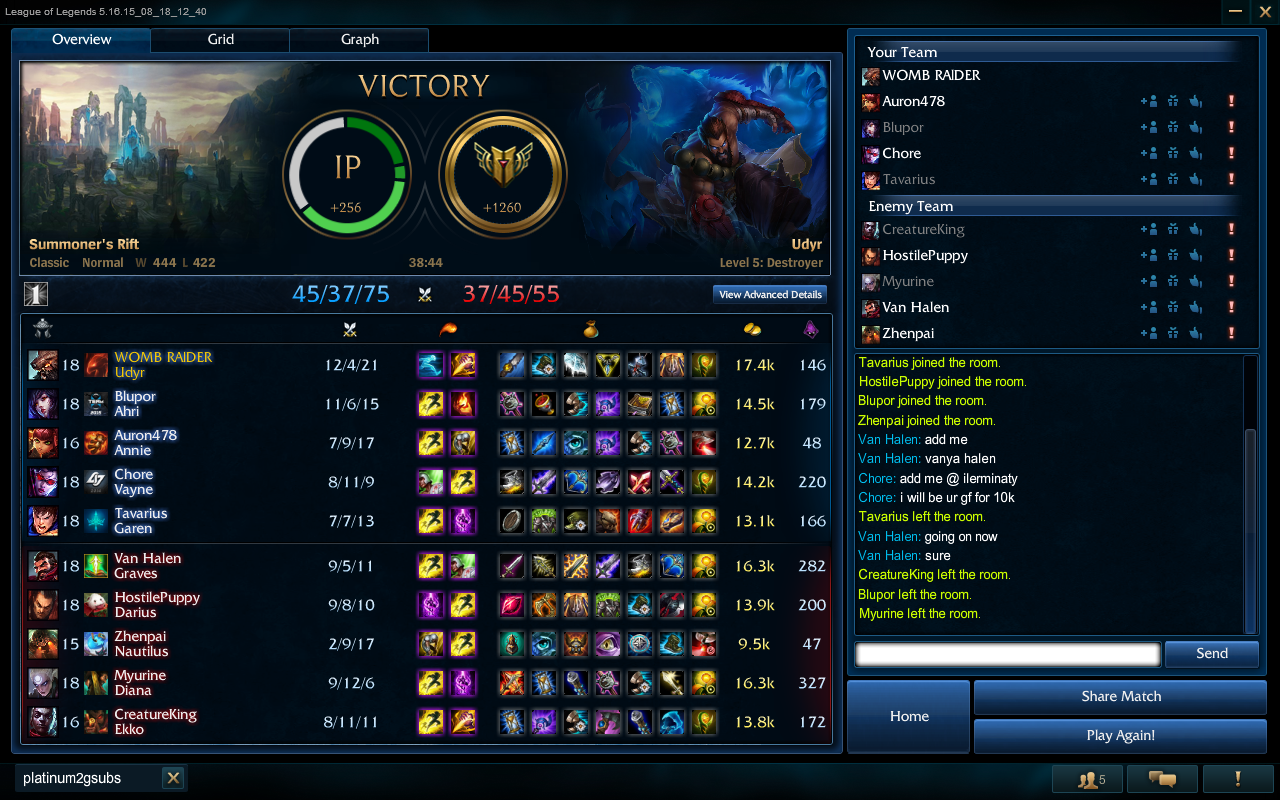 League of Legends 5.16.15_08_18_12_40
Overview Grid Graph
VICTORY
IP
+256
+1260
Summoner's Rift
Classic Normal W 444 L 422
38:44
Udyr
Level 5: Destroyer
1
45/37/75 37/45/55
View Advanced Details
18 WOMB RAIDER 12/4/21 17.4k 146
Udyr
18 Blupor 11/6/15 14.5k 179
Ahri
16 Auron478 7/9/17 12.7k 48
Annie
18 Chore 8/11/9 14.2k 220
Vayne
18 Tavarius 7/7/13 13.1k 166
Garen
18 Van Halen 9/5/11 16.3k 282
Graves
18 HostilePuppy 9/8/10 13.9k 200
Darius
15 Zhenpai 2/9/17 9.5k 47
Nautilus
18 Myurine 9/12/6 16.3k 327
Diana
16 CreatureKing 8/11/11 13.8k 172
Ekko
Your Team
WOMB RAIDER
Auron478
Blupor
Chore
Tavarius
Enemy Team
CreatureKing
HostilePuppy
Myurine
Van Halen
Zhenpai
Tavarius joined the room.
HostilePuppy joined the room.
Blupor joined the room.
Zhenpai joined the room.
Van Halen: add me
Van Halen: vanya halen
Chore: add me @ ilerminaty
Chore: i will be ur gf for 10k
Tavarius left the room.
Van Halen: going on now
Van Halen: sure
CreatureKing left the room.
Blupor left the room.
Myurine left the room.
Send
Home
Share Match
Play Again!
platinum2gsubs
5